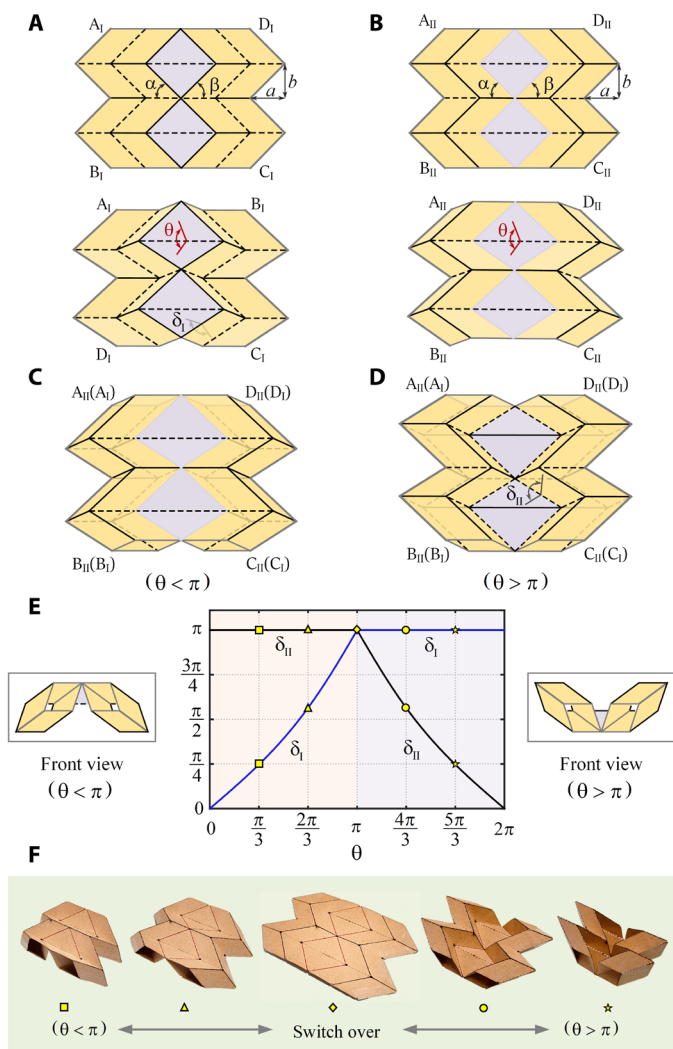 A
B
A_I D_I
A_II D_II
α β a b
α β a b
B_I C_I
B_II C_II
A_I B_I
A_II D_II
θ
θ
δ_I
D_I C_I
B_II C_II
C
D
A_II(A_I) D_II(D_I)
A_II(A_I) D_II(D_I)
δ_II
B_II(B_I) C_II(C_I)
(θ < π)
B_II(B_I) C_II(C_I)
(θ > π)
E
π
3π/4
π/2
π/4
0
δ_II δ_I
δ_I δ_II
0 π/3 2π/3 π 4π/3 5π/3 2π
θ
Front view
(θ < π)
Front view
(θ > π)
F
(θ < π) Switch over (θ > π)